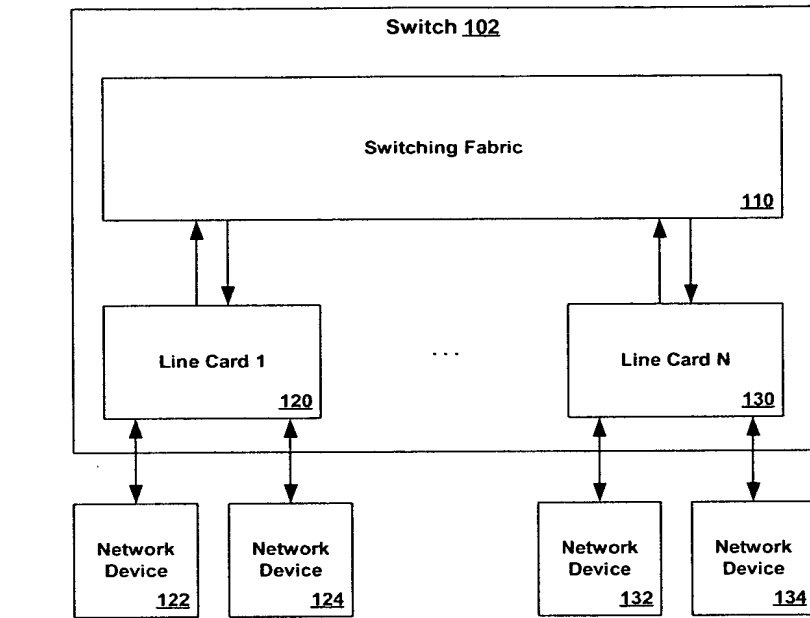 Switch 102
Switching Fabric
110
Line Card 1
120
. . .
Line Card N
130
Network
Device
122
Network
Device
124
Network
Device
132
Network
Device
134